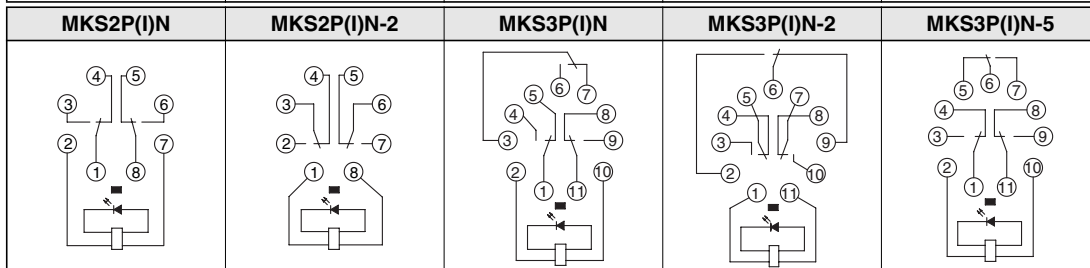 MKS2P(I)N MKS2P(I)N-2 MKS3P(I)N MKS3P(I)N-2 MKS3P(I)N-5
4 5 4 5 6 7 6 5 6 7
3 6 3 6 5 8 5 7 4 8
2 7 2 7 4 9 4 8 3 9
1 8 1 8 3 10 3 9 2 10
2 1 11 2 10 1 11
1 11